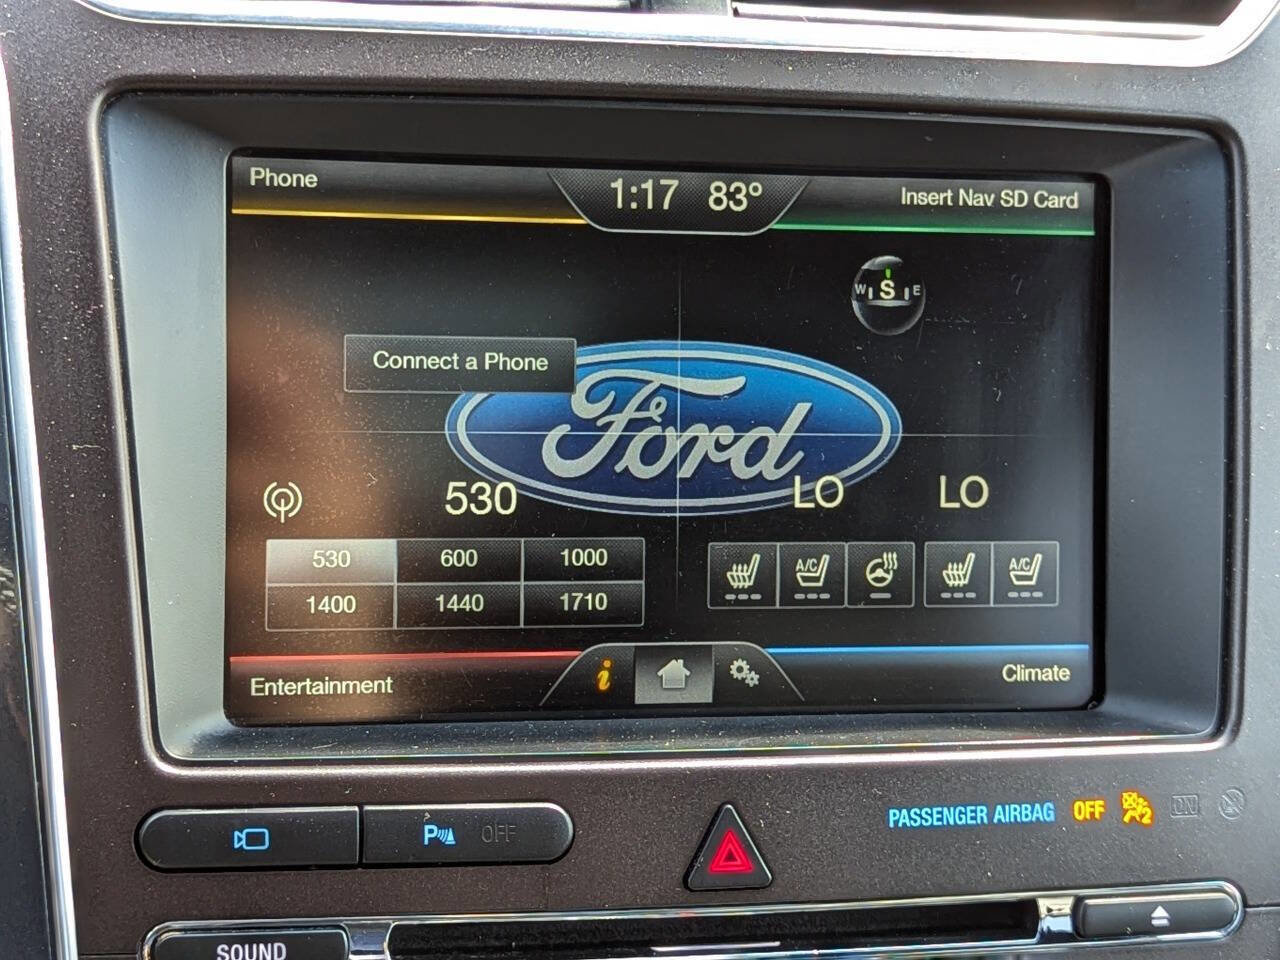 Phone
1:17 83°
Insert Nav SD Card
W S E
Connect a Phone
Ford
530
LO LO
530 600 1000
A/C A/C
1400 1440 1710
Entertainment
i
Climate
P OFF
PASSENGER AIRBAG OFF 2 ON
SOUND